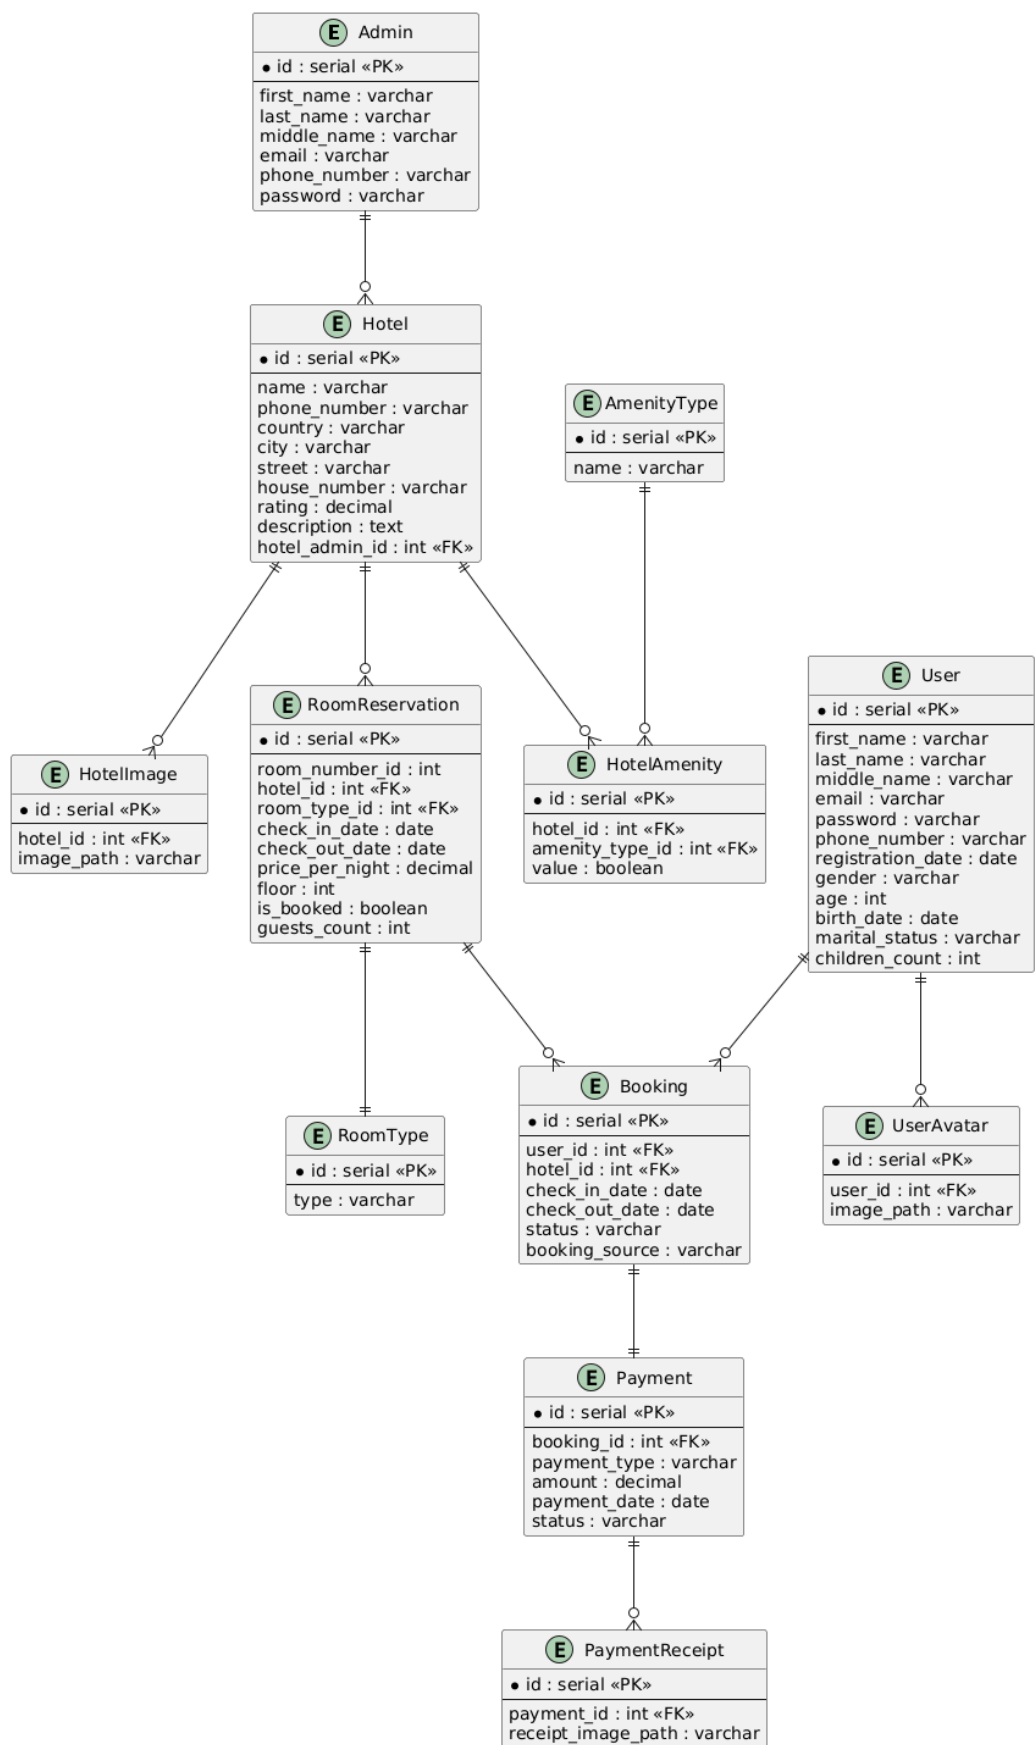 E Admin
* id : serial «PK»
first_name : varchar
last_name : varchar
middle_name : varchar
email : varchar
phone_number : varchar
password : varchar
E Hotel
* id : serial «PK»
name : varchar
phone_number : varchar
country : varchar
city : varchar
street : varchar
house_number : varchar
rating : decimal
description : text
hotel_admin_id : int «FK»
E AmenityType
* id : serial «PK»
name : varchar
E HotelImage
* id : serial «PK»
hotel_id : int «FK»
image_path : varchar
E RoomReservation
* id : serial «PK»
room_number_id : int
hotel_id : int «FK»
room_type_id : int «FK»
check_in_date : date
check_out_date : date
price_per_night : decimal
floor : int
is_booked : boolean
guests_count : int
E HotelAmenity
* id : serial «PK»
hotel_id : int «FK»
amenity_type_id : int «FK»
value : boolean
E User
* id : serial «PK»
first_name : varchar
last_name : varchar
middle_name : varchar
email : varchar
password : varchar
phone_number : varchar
registration_date : date
gender : varchar
age : int
birth_date : date
marital_status : varchar
children_count : int
E RoomType
* id : serial «PK»
type : varchar
E Booking
* id : serial «PK»
user_id : int «FK»
hotel_id : int «FK»
check_in_date : date
check_out_date : date
status : varchar
booking_source : varchar
E UserAvatar
* id : serial «PK»
user_id : int «FK»
image_path : varchar
E Payment
* id : serial «PK»
booking_id : int «FK»
payment_type : varchar
amount : decimal
payment_date : date
status : varchar
E PaymentReceipt
* id : serial «PK»
payment_id : int «FK»
receipt_image_path : varchar